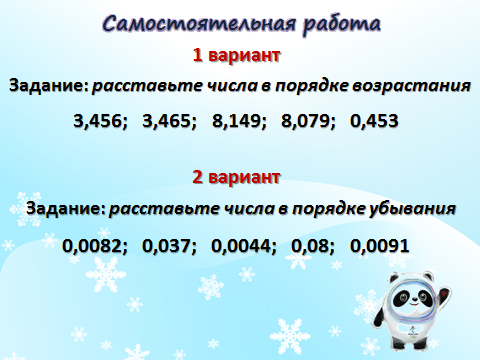 Самостоятельная работа
1 вариант
Задание: расставьте числа в порядке возрастания
3,456; 3,465; 8,149; 8,079; 0,453
2 вариант
Задание: расставьте числа в порядке убывания
0,0082; 0,037; 0,0044; 0,08; 0,0091